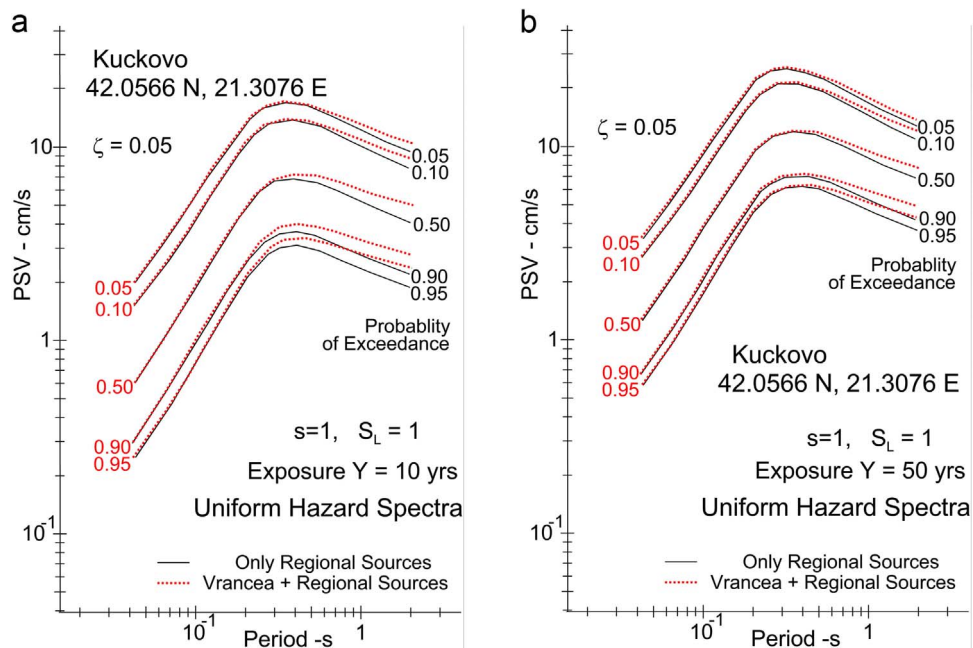 a
Kuckovo
42.0566 N, 21.3076 E
ζ = 0.05
PSV - cm/s
10
1
10⁻¹
0.05
0.10
0.50
0.90
0.95
0.05
0.10
0.50
0.90
0.95
Probablity
of Exceedance
s=1, S_L = 1
Exposure Y = 10 yrs
Uniform Hazard Spectra
Only Regional Sources
Vrancea + Regional Sources
10⁻¹
1
Period -s
b
ζ = 0.05
PSV - cm/s
10
1
10⁻¹
0.05
0.10
0.50
0.90
0.95
0.05
0.10
0.50
0.90
0.95
Probablity
of Exceedance
Kuckovo
42.0566 N, 21.3076 E
s=1, S_L = 1
Exposure Y = 50 yrs
Uniform Hazard Spectra
Only Regional Sources
Vrancea + Regional Sources
10⁻¹
1
Period -s